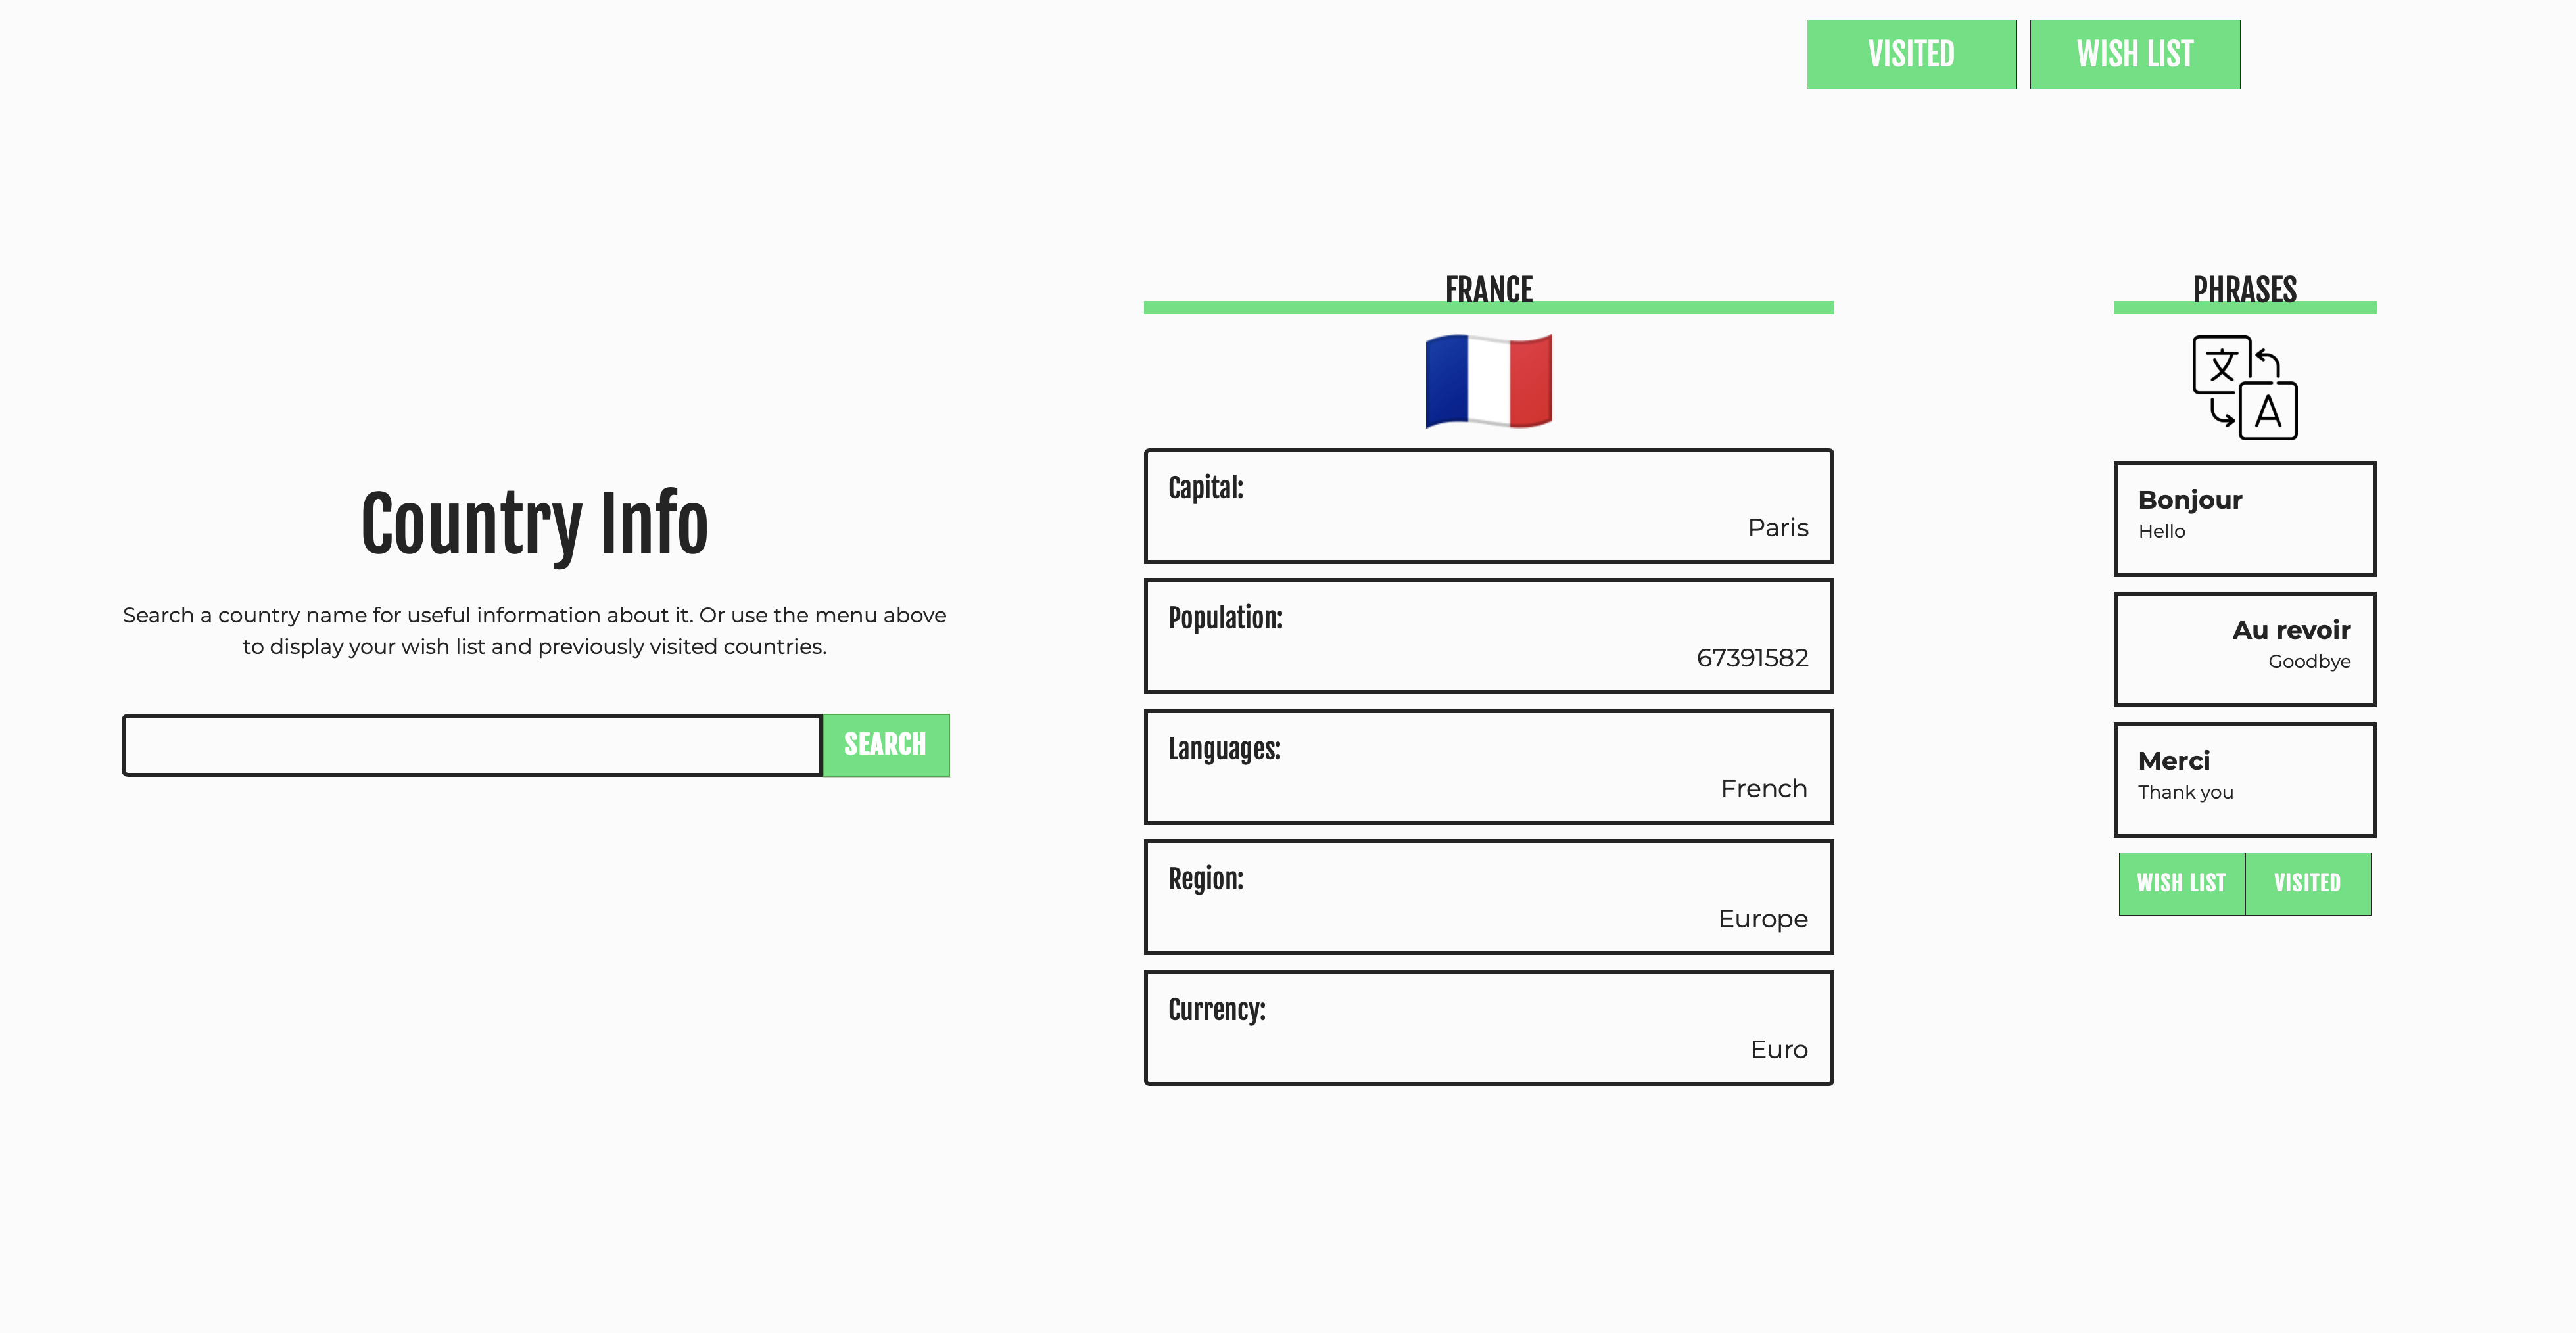 VISITED
WISH LIST
Country Info
Search a country name for useful information about it. Or use the menu above
to display your wish list and previously visited countries.
SEARCH
FRANCE
Capital:
Paris
Population:
67391582
Languages:
French
Region:
Europe
Currency:
Euro
PHRASES
文
A
Bonjour
Hello
Au revoir
Goodbye
Merci
Thank you
WISH LIST
VISITED